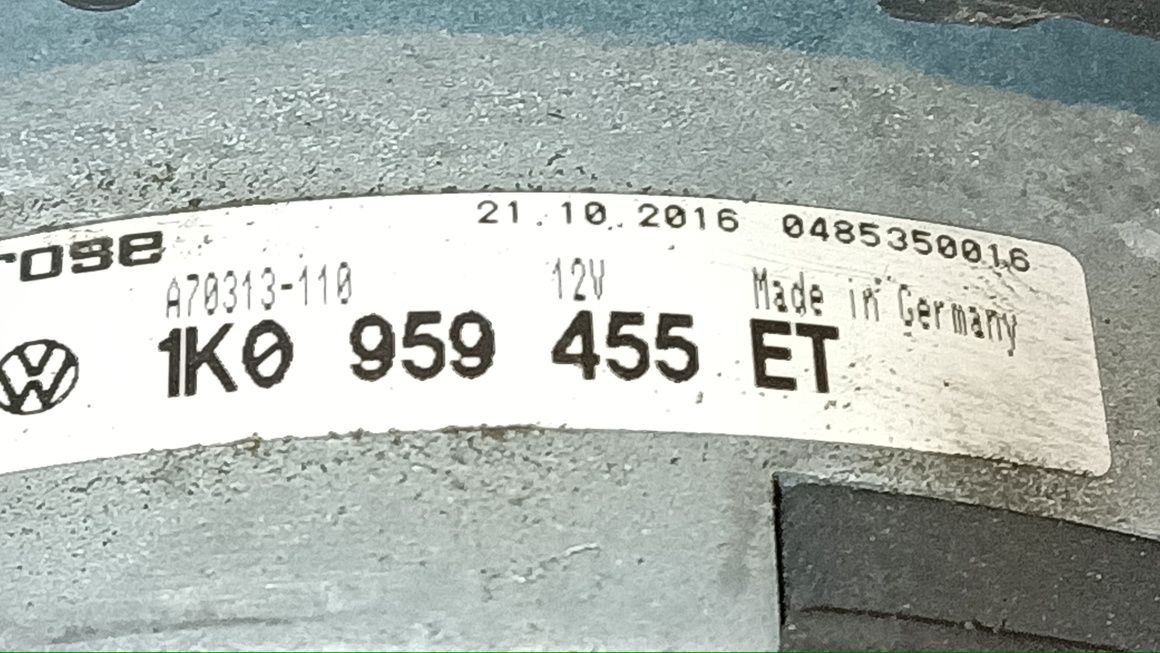 rose 21.10.2016 0485350016
A70313-110 12V Made in Germany
1K0 959 455 ET